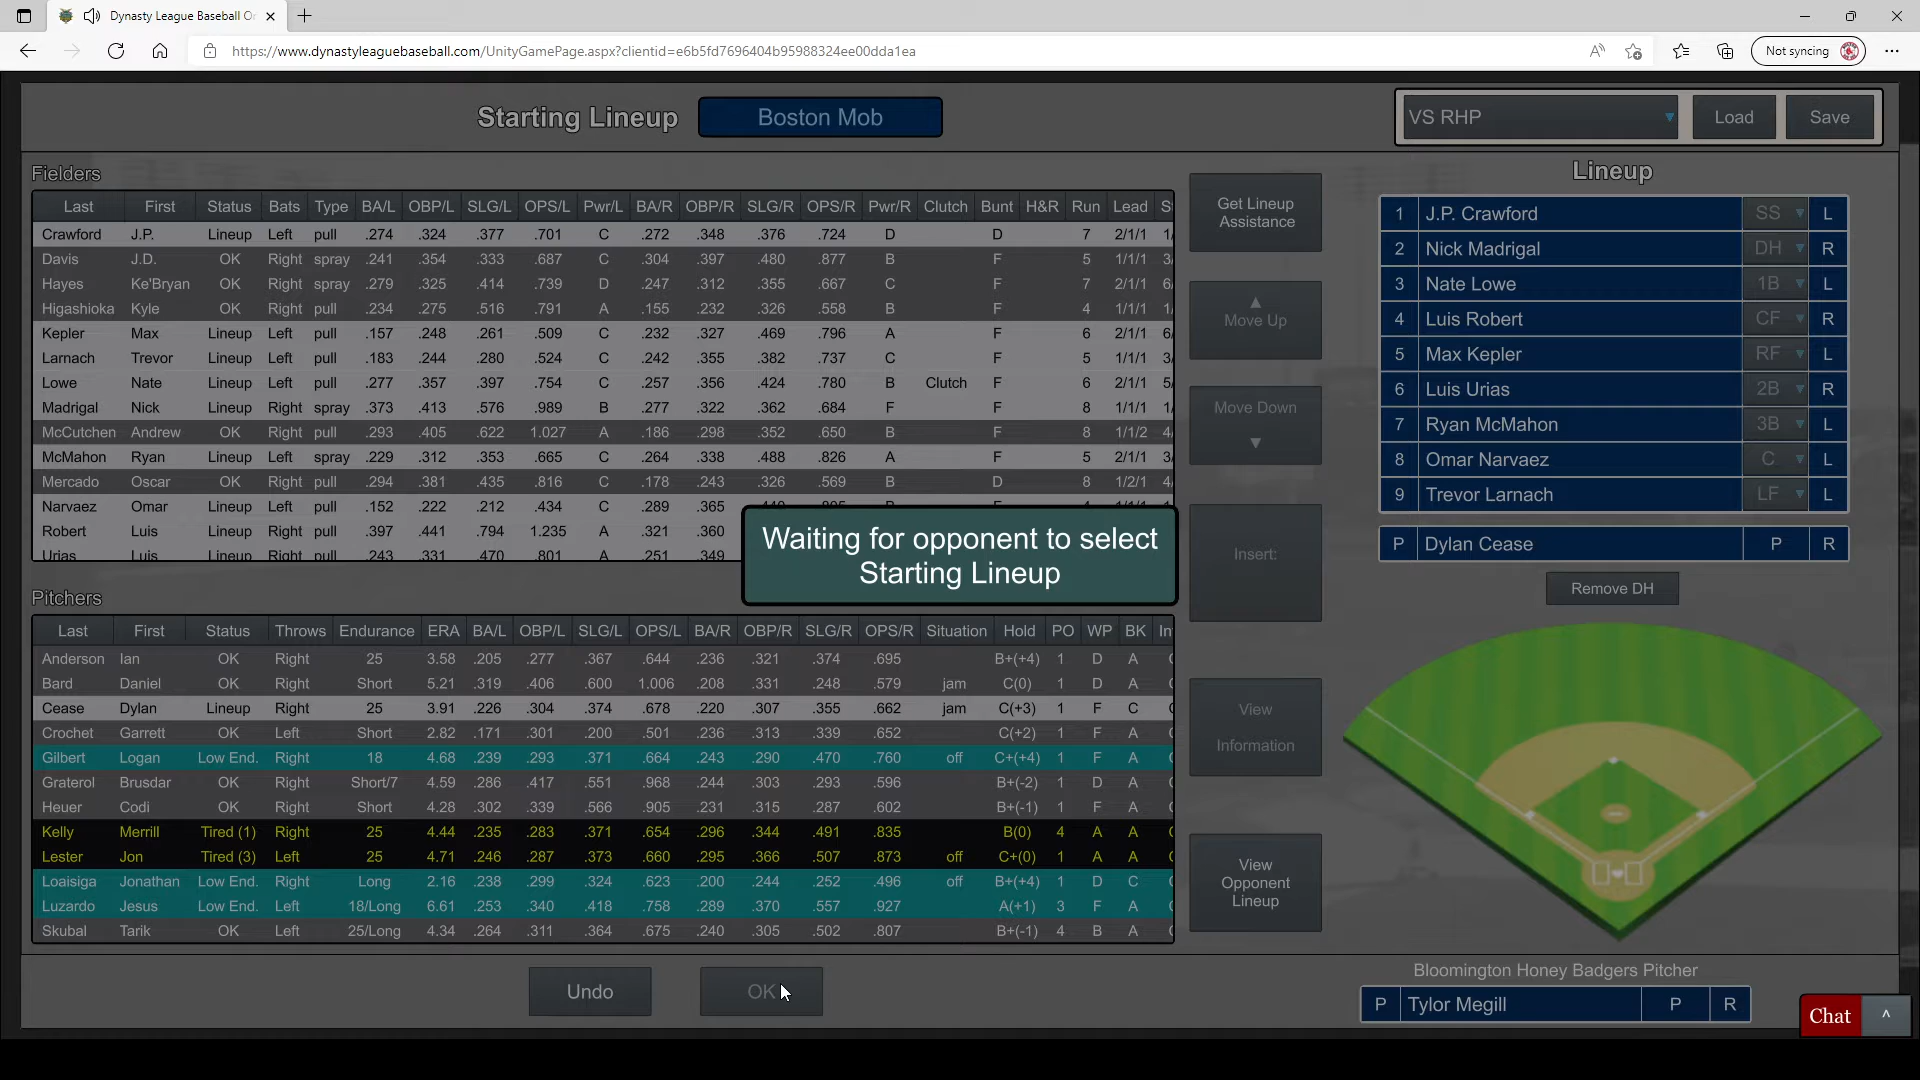 Dynasty League Baseball On
https://www.dynastyleaguebaseball.com/UnityGamePage.aspx?clientid=e6b5fd7696404b95988324ee00dda1ea
Not syncing
Starting Lineup Boston Mob
VS RHP Load Save
Fielders
Last First Status Bats Type BA/L OBP/L SLG/L OPS/L Pwr/L BA/R OBP/R SLG/R OPS/R Pwr/R Clutch Bunt H&R Run Lead
Crawford J.P. Lineup Left pull .274 .324 .377 .701 C .272 .348 .376 .724 D D 7 2/1/1
Davis J.D. OK Right spray .241 .354 .333 .687 C .304 .397 .480 .877 B F 5 1/1/1
Hayes Ke'Bryan OK Right spray .279 .325 .414 .739 D .247 .312 .355 .667 C F 7 2/1/1
Higashioka Kyle OK Right pull .234 .275 .516 .791 A .155 .232 .326 .558 B F 4 1/1/1
Kepler Max Lineup Left pull .157 .248 .261 .509 C .232 .327 .469 .796 A F 6 2/1/1
Larnach Trevor Lineup Left pull .183 .244 .280 .524 C .242 .355 .382 .737 C F 5 1/1/1
Lowe Nate Lineup Left pull .277 .357 .397 .754 C .257 .356 .424 .780 B Clutch F 6 2/1/1
Madrigal Nick Lineup Right spray .373 .413 .576 .989 B .277 .322 .362 .684 F F 8 1/1/1
McCutchen Andrew OK Right pull .293 .405 .622 1.027 A .186 .298 .352 .650 B F 8 1/1/2
McMahon Ryan Lineup Left spray .229 .312 .353 .665 C .264 .338 .488 .826 A F 5 2/1/1
Mercado Oscar OK Right pull .294 .381 .435 .816 C .178 .243 .326 .569 B D 8 1/2/1
Narvaez Omar Lineup Left pull .152 .222 .212 .434 C .289 .365
Robert Luis Lineup Right pull .397 .441 .794 1.235 A .321 .360
Urias Luis Lineup Right pull .243 .331 .470 .801 A .251 .349
Waiting for opponent to select
Starting Lineup
Pitchers
Last First Status Throws Endurance ERA BA/L OBP/L SLG/L OPS/L BA/R OBP/R SLG/R OPS/R Situation Hold PO WP BK
Anderson Ian OK Right 25 3.58 .205 .277 .367 .644 .236 .321 .374 .695 B+(+4) 1 D A
Bard Daniel OK Right Short 5.21 .319 .406 .600 1.006 .208 .331 .248 .579 jam C(0) 1 D A
Cease Dylan Lineup Right 25 3.91 .226 .304 .374 .678 .220 .307 .355 .662 jam C(+3) 1 F C
Crochet Garrett OK Left Short 2.82 .171 .301 .200 .501 .236 .313 .339 .652 C(+2) 1 F A
Gilbert Logan Low End. Right 18 4.68 .239 .293 .371 .664 .243 .290 .470 .760 off C+(+4) 1 F A
Graterol Brusdar OK Right Short/7 4.59 .286 .417 .551 .968 .244 .303 .293 .596 B+(-2) 1 D A
Heuer Codi OK Right Short 4.28 .302 .339 .566 .905 .231 .315 .287 .602 B+(-1) 1 F A
Kelly Merrill Tired (1) Right 25 4.44 .235 .283 .371 .654 .296 .344 .491 .835 B(0) 4 A A
Lester Jon Tired (3) Left 25 4.71 .246 .287 .373 .660 .295 .366 .507 .873 off C+(0) 1 A A
Loaisiga Jonathan Low End. Right Long 2.16 .238 .299 .324 .623 .200 .244 .252 .496 off B+(+4) 1 D C
Luzardo Jesus Low End. Left 18/Long 6.61 .253 .340 .418 .758 .289 .370 .557 .927 A(+1) 3 F A
Skubal Tarik OK Left 25/Long 4.34 .264 .311 .364 .675 .240 .305 .502 .807 B+(-1) 4 B A
Undo OK
Get Lineup
Assistance
Move Up
Move Down
Insert:
View
Information
View
Opponent
Lineup
Lineup
1 J.P. Crawford SS L
2 Nick Madrigal DH R
3 Nate Lowe 1B L
4 Luis Robert CF R
5 Max Kepler RF L
6 Luis Urias 2B R
7 Ryan McMahon 3B L
8 Omar Narvaez C L
9 Trevor Larnach LF L
P Dylan Cease P R
Remove DH
Bloomington Honey Badgers Pitcher
P Tylor Megill P R
Chat ^